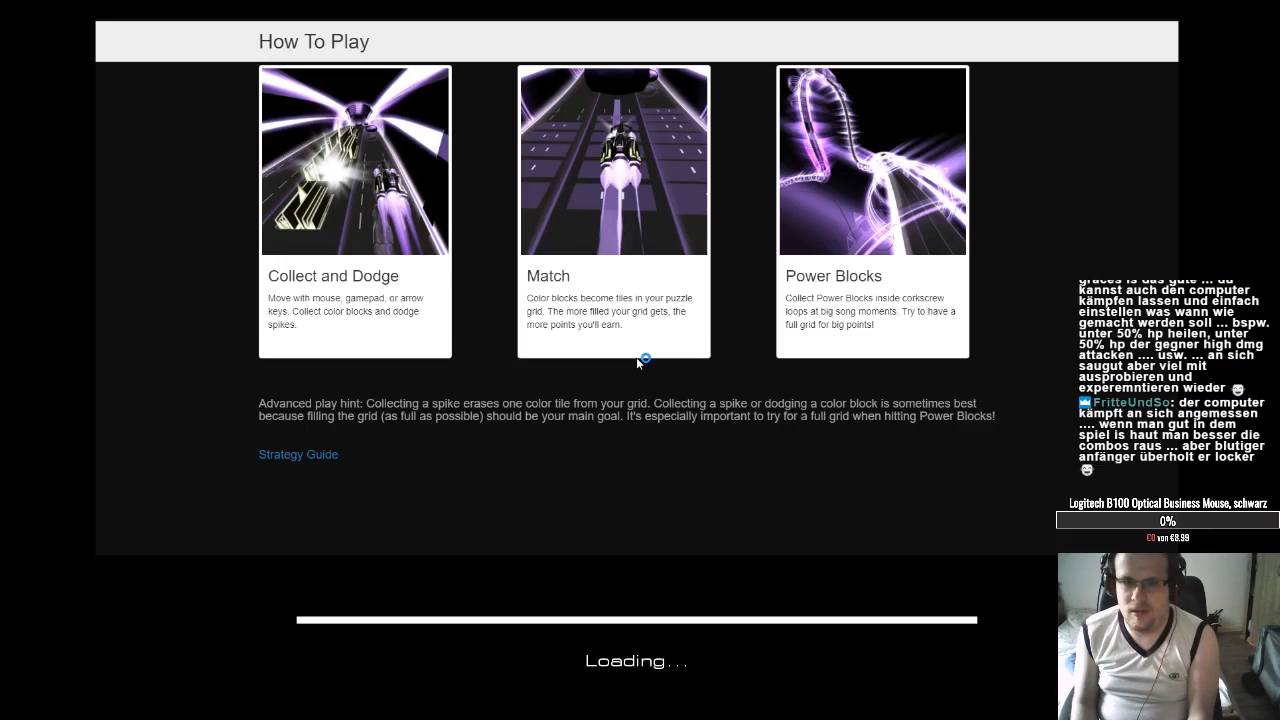 How To Play
Collect and Dodge
Move with mouse, gamepad, or arrow
keys. Collect color blocks and dodge
spikes.
Match
Color blocks become tiles in your puzzle
grid. The more filled your grid gets, the
more points you'll earn.
Power Blocks
Collect Power Blocks inside corkscrew
loops at big song moments. Try to have a
full grid for big points!
Advanced play hint: Collecting a spike erases one color tile from your grid. Collecting a spike or dodging a color block is sometimes best
because filling the grid (as full as possible) should be your main goal. It's especially important to try for a full grid when hitting Power Blocks!
Strategy Guide
Loading...
graces is das gute ... du
kannst auch den computer
kämpfen lassen und einfach
einstellen was wann wie
gemacht werden soll ... bspw.
unter 50% hp heilen, unter
50% hp der gegner high dmg
attacken .... usw. ... an sich
saugut aber viel mit
ausprobieren und
experemntieren wieder
FritteUndSo: der computer
kämpft an sich angemessen
.... wenn man gut in dem
spiel is haut man besser die
combos raus ... aber blutiger
anfänger überholt er locker
Logitech B100 Optical Business Mouse, schwarz
0%
€0 von €8.99